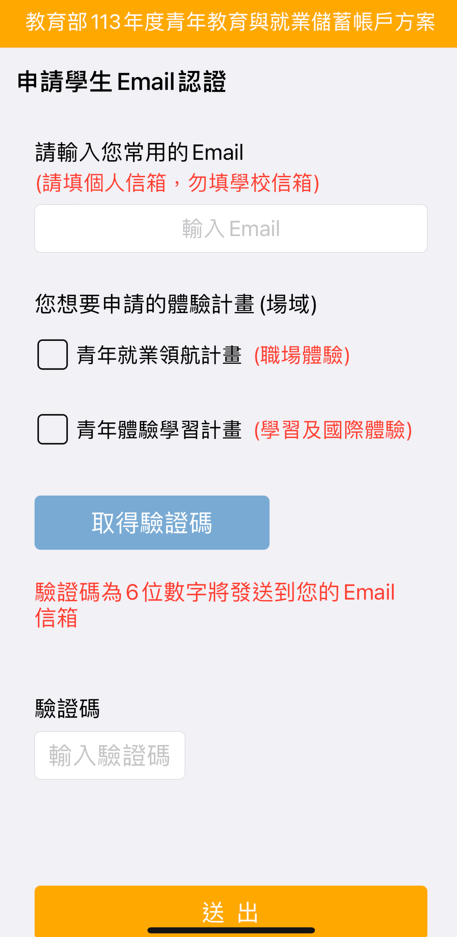 教育部113年度青年教育與就業儲蓄帳戶方案
申請學生Email認證
請輸入您常用的Email
(請填個人信箱，勿填學校信箱)
輸入Email
您想要申請的體驗計畫(場域)
青年就業領航計畫 (職場體驗)
青年體驗學習計畫 (學習及國際體驗)
取得驗證碼
驗證碼為6位數字將發送到您的Email
信箱
驗證碼
輸入驗證碼
送 出